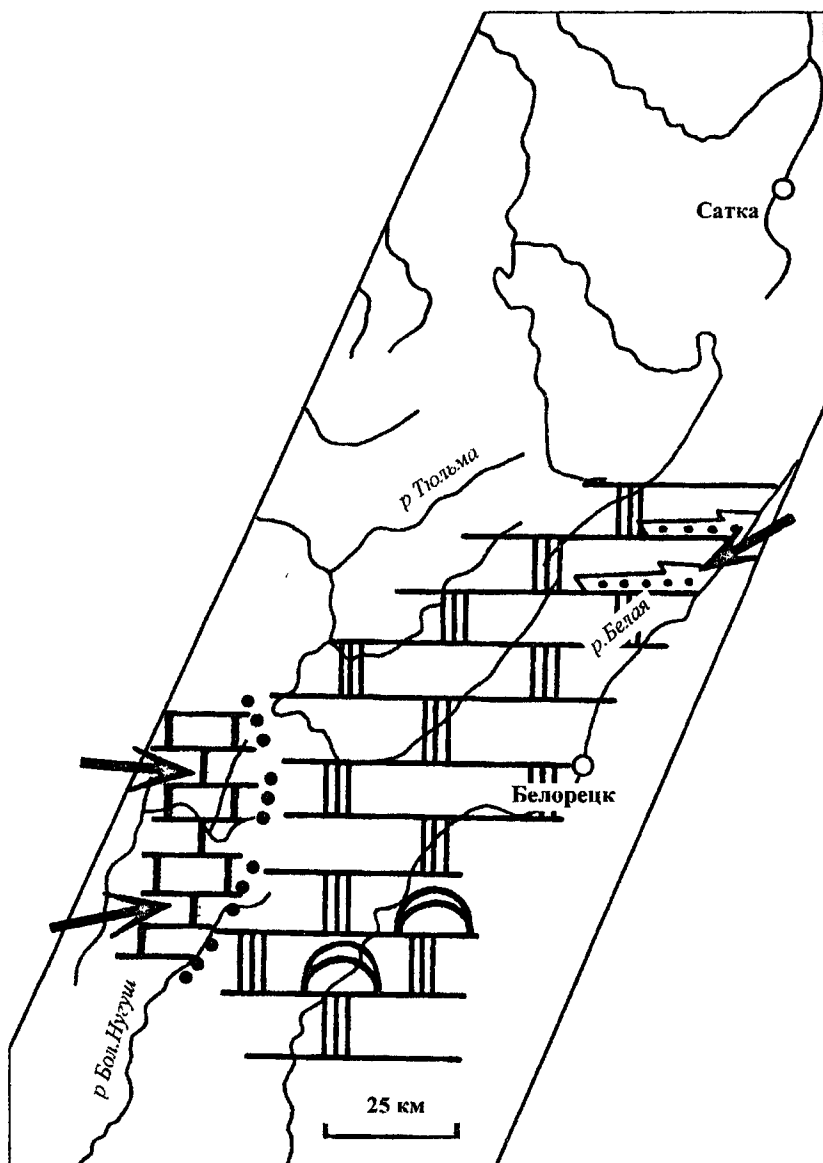 Сатка
р Тюльма
р.Белая
Белорецк
р Бол.Нугуш
25 км